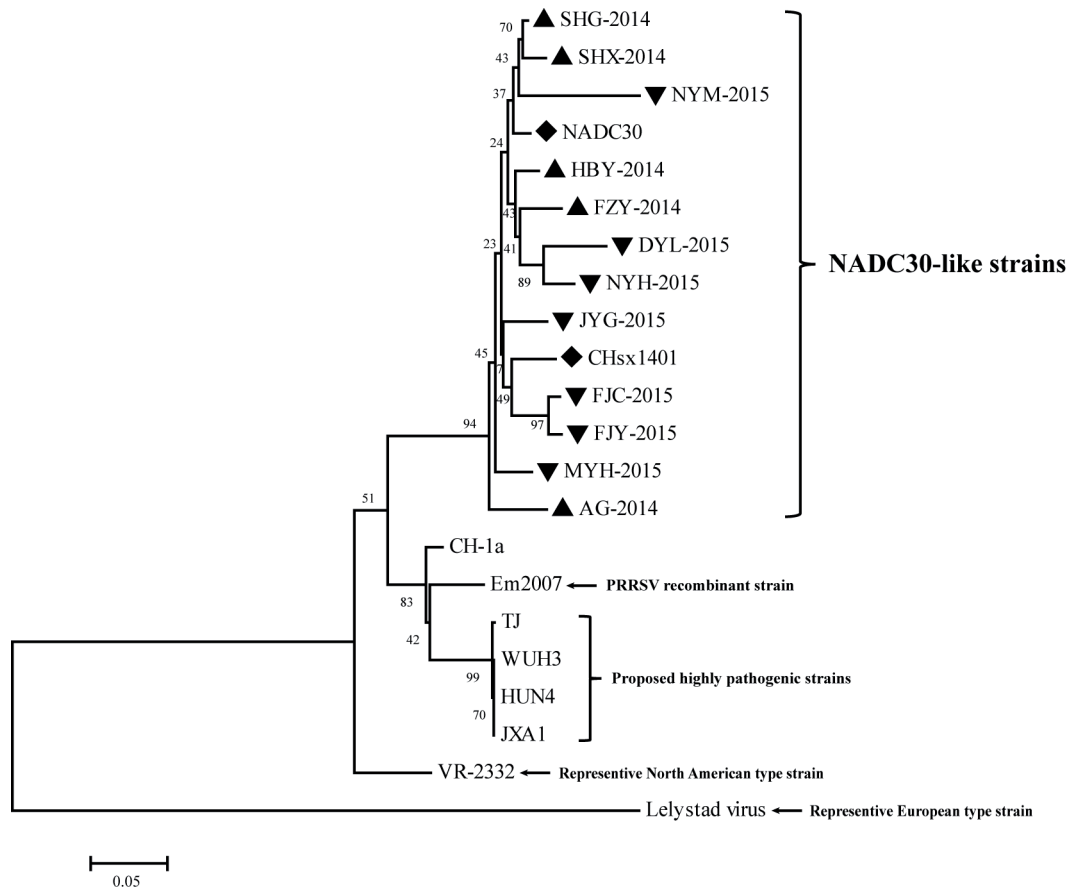 SHG-2014
70
SHX-2014
43
NYM-2015
37
NADC30
24
HBY-2014
FZY-2014
43
DYL-2015
23
41
NADC30-like strains
NYH-2015
89
JYG-2015
CHsx1401
45
7
FJC-2015
49
97
FJY-2015
94
MYH-2015
51
AG-2014
CH-1a
Em2007
PRRSV recombinant strain
83
TJ
42
WUH3
99
Proposed highly pathogenic strains
HUN4
70
JXA1
VR-2332
Representive North American type strain
Lelystad virus
Representive European type strain
0.05